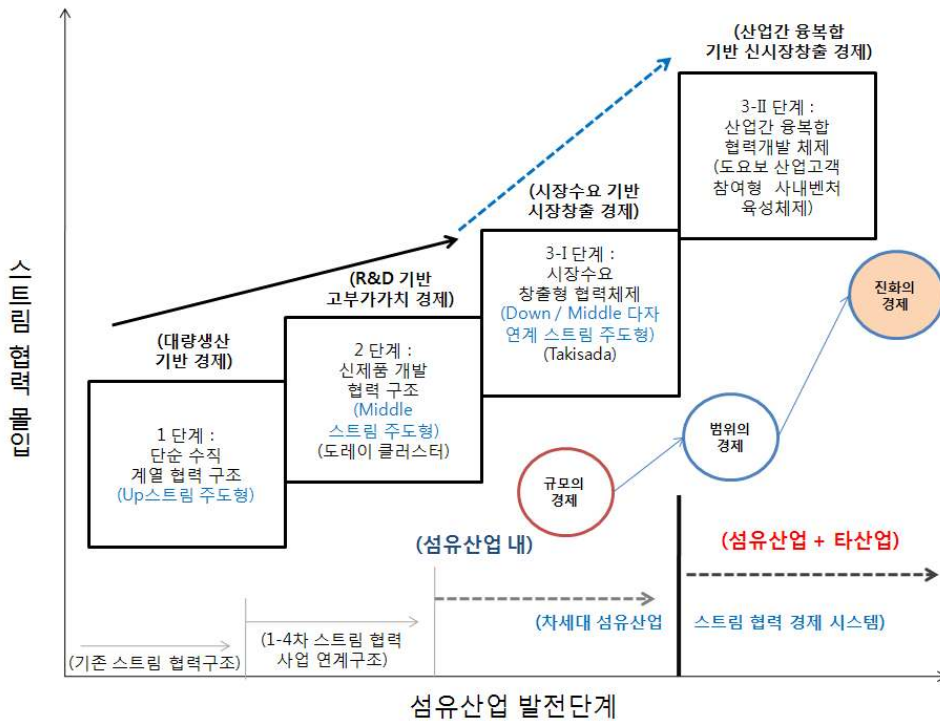 (산업간 융복합
기반 신시장창출 경제)
3-II 단계 :
산업간 융복합
협력개발 체제
(도요보 산업고객
참여형 사내벤처
육성체제)
(시장수요 기반
시장창출 경제)
3-I 단계 :
시장수요
창출형 협력체제
(Down / Middle 다자
연계 스트림 주도형)
(Takisada)
(R&D 기반
고부가가치 경제)
2 단계 :
신제품 개발
협력 구조
(Middle
스트림 주도형)
(도레이 클러스터)
(대량생산
기반 경제)
1 단계 :
단순 수직
계열 협력 구조
(Up스트림 주도형)
진화의
경제
범위의
경제
규모의
경제
스트림 협력 몰입
(섬유산업 내)
(섬유산업 + 타산업)
(차세대 섬유산업
스트림 협력 경제 시스템)
(1-4차 스트림 협력
사업 연계구조)
(기존 스트림 협력구조)
섬유산업 발전단계